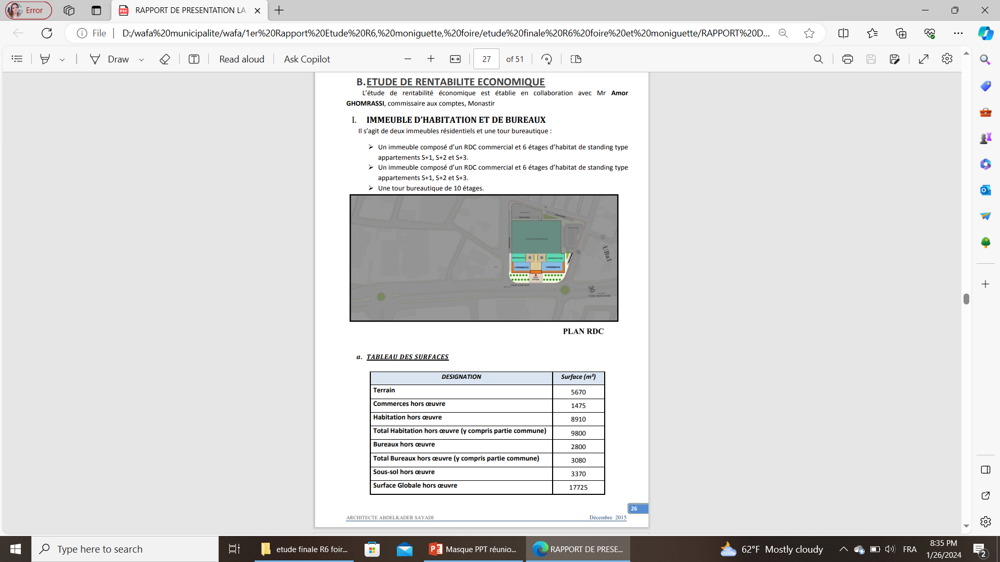 Error
RAPPORT DE PRESENTATION LA
File
D:/wafa%20municipalite/wafa/1er%20Rapport%20Etude%20R6,%20moniguette,%20foire/etude%20finale%20R6%20foire%20et%20moniguette/RAPPORT%20D...
Draw
Read aloud
Ask Copilot
27
of 51
B. ETUDE DE RENTABILITE ECONOMIQUE
L'étude de rentabilité économique est établie en collaboration avec Mr Amor
GHOMRASSI, commissaire aux comptes, Monastir
I. IMMEUBLE D'HABITATION ET DE BUREAUX
Il s'agit de deux immeubles résidentiels et une tour bureautique :
➢ Un immeuble composé d'un RDC commercial et 6 étages d'habitat de standing type
appartements S+1, S+2 et S+3.
➢ Un immeuble composé d'un RDC commercial et 6 étages d'habitat de standing type
appartements S+1, S+2 et S+3.
➢ Une tour bureautique de 10 étages.
UBa1
ADMINISTRATION
COMMERCES
COMMERCES
VERS KHENISS
30
VERS MONASTIR
PLAN RDC
a. TABLEAU DES SURFACES
DESIGNATION Surface (m²)
Terrain 5670
Commerces hors œuvre 1475
Habitation hors œuvre 8910
Total Habitation hors œuvre (y compris partie commune) 9800
Bureaux hors œuvre 2800
Total Bureaux hors œuvre (y compris partie commune) 3080
Sous-sol hors œuvre 3370
Surface Globale hors œuvre 17725
26
ARCHITECTE ABDELKADER SAYADI Décembre 2015
Type here to search
etude finale R6 foir...
Masque PPT réunio...
RAPPORT DE PRESE...
62°F Mostly cloudy
FRA
8:35 PM
1/26/2024
2